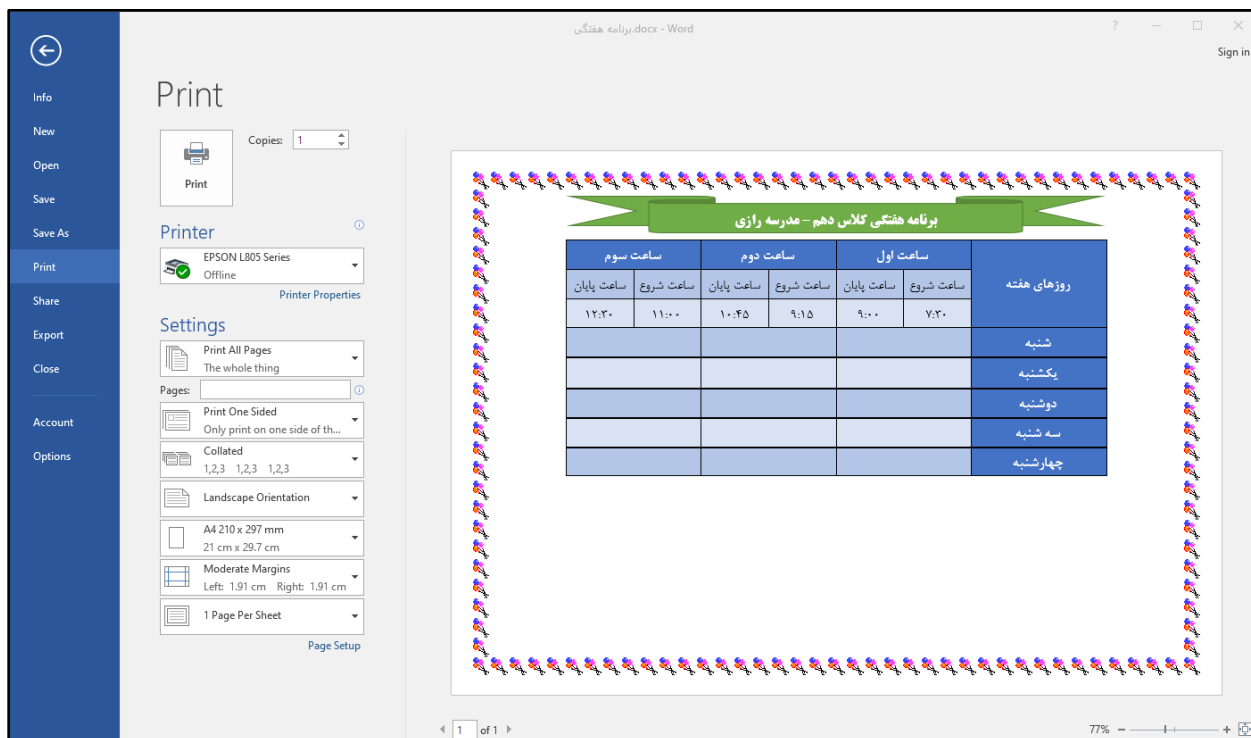 برنامه هفتگی.docx - Word
Sign in
Info
New
Open
Save
Save As
Print
Share
Export
Close
Account
Options
Print
Print
Copies: 1
Printer
EPSON L805 Series
Offline
Printer Properties
Settings
Print All Pages
The whole thing
Pages:
Print One Sided
Only print on one side of th...
Collated
1,2,3 1,2,3 1,2,3
Landscape Orientation
A4 210 x 297 mm
21 cm x 29.7 cm
Moderate Margins
Left: 1.91 cm Right: 1.91 cm
1 Page Per Sheet
Page Setup
برنامه هفتگی کلاس دهم – مدرسه رازی
روزهای هفته ساعت اول ساعت دوم ساعت سوم
ساعت شروع ساعت پایان ساعت شروع ساعت پایان ساعت شروع ساعت پایان
۷:۳۰ ۹:۰۰ ۹:۱۵ ۱۰:۴۵ ۱۱:۰۰ ۱۲:۳۰
شنبه
یکشنبه
دوشنبه
سه شنبه
چهارشنبه
1 of 1
77%